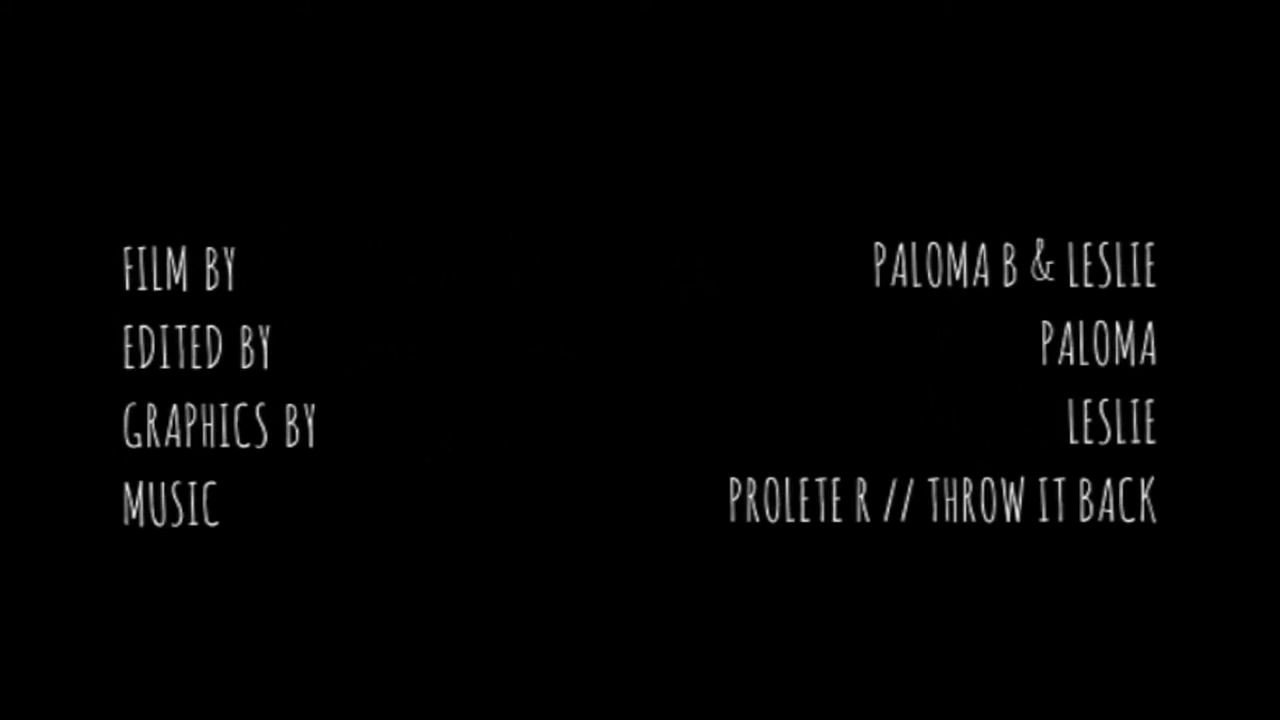 FILM BY PALOMA B & LESLIE
EDITED BY PALOMA
GRAPHICS BY LESLIE
MUSIC PROLETE R // THROW IT BACK